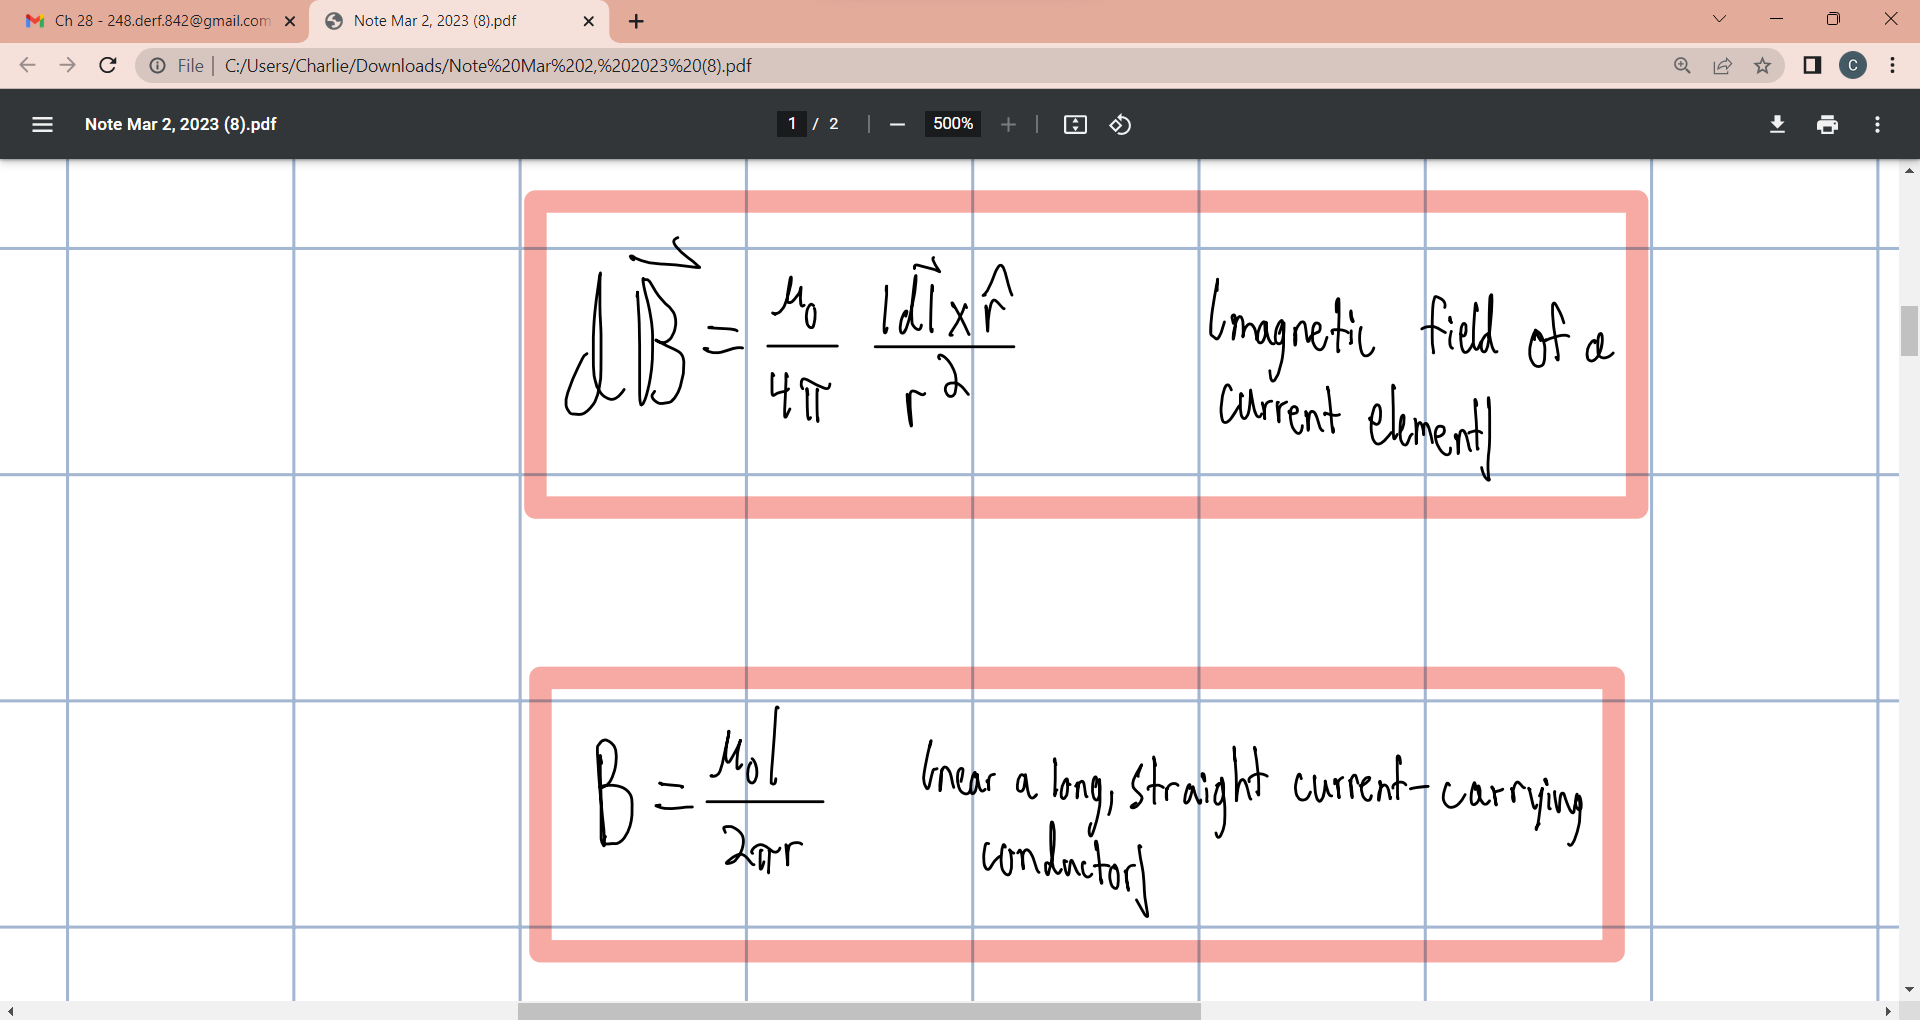 Ch 28 - 248.derf.842@gmail.com
Note Mar 2, 2023 (8).pdf
File | C:/Users/Charlie/Downloads/Note%20Mar%202,%202023%20(8).pdf
C
Note Mar 2, 2023 (8).pdf
1 / 2
500%
dB⃗ = μ₀/4π Idl⃗ x r̂/r²
(magnetic field of a
current element)
B = μ₀I/2πr
(near a long, straight current-carrying
conductor)